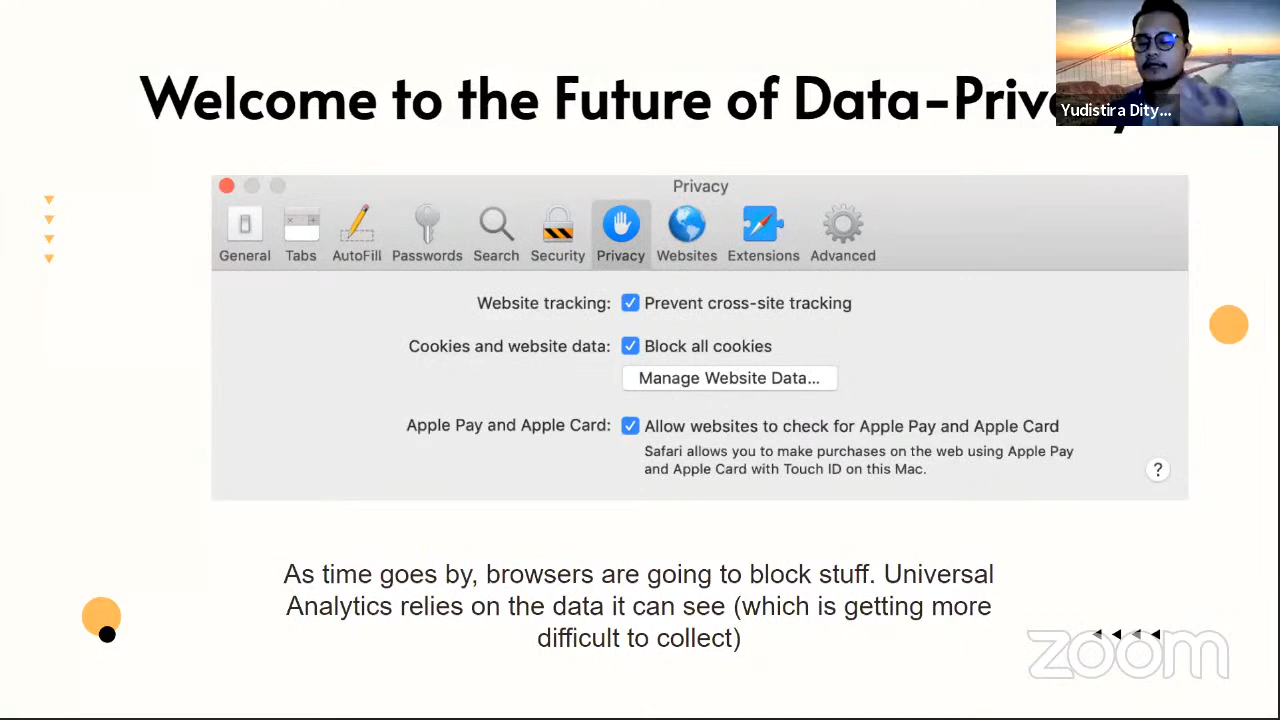 Welcome to the Future of Data-Privacy
Yudistira Dity...
Privacy
General Tabs AutoFill Passwords Search Security Privacy Websites Extensions Advanced
Website tracking: Prevent cross-site tracking
Cookies and website data: Block all cookies
Manage Website Data...
Apple Pay and Apple Card: Allow websites to check for Apple Pay and Apple Card
Safari allows you to make purchases on the web using Apple Pay
and Apple Card with Touch ID on this Mac.
?
As time goes by, browsers are going to block stuff. Universal
Analytics relies on the data it can see (which is getting more
difficult to collect)
zoom